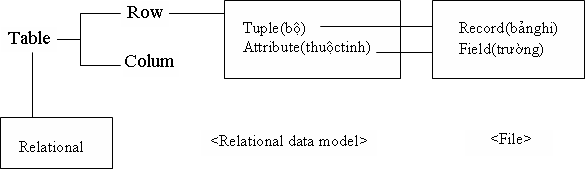 Row
Tuple(bộ)
Record(bảnghi)
Table
Attribute(thuộctinh)
Field(trường)
Colum
Relational
<Relational data model>
<File>